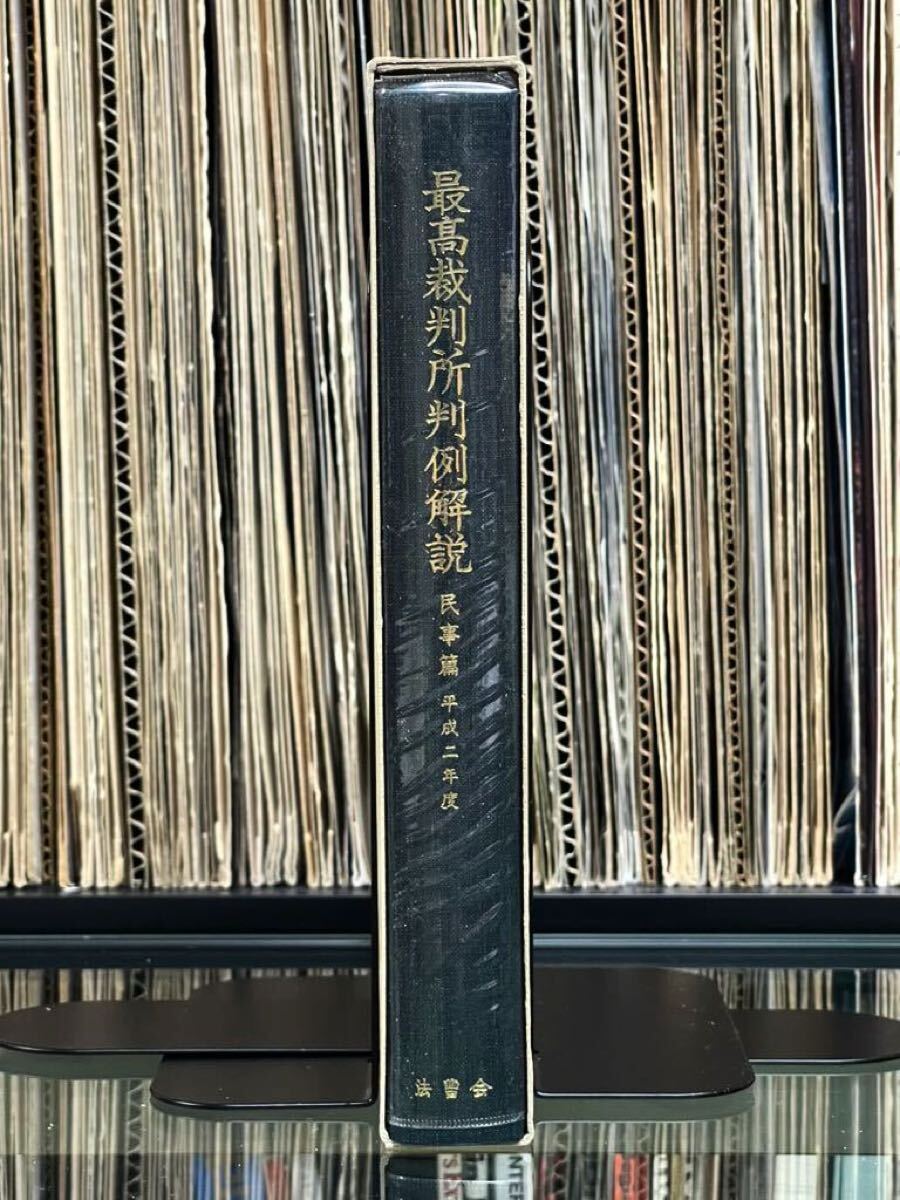 最高裁判所判例解説
民事篇 平成二年度
法曹会